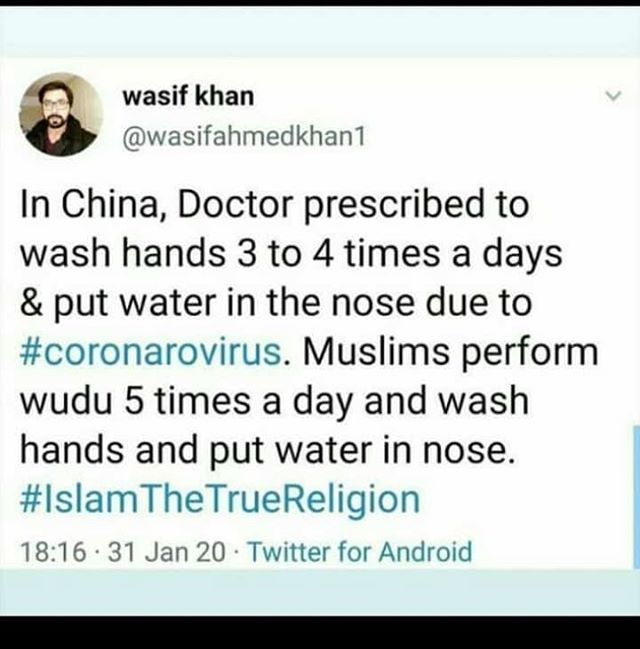 wasif khan
@wasifahmedkhan1
In China, Doctor prescribed to
wash hands 3 to 4 times a days
& put water in the nose due to
#coronarovirus. Muslims perform
wudu 5 times a day and wash
hands and put water in nose.
#IslamTheTrueReligion
18:16 · 31 Jan 20 · Twitter for Android